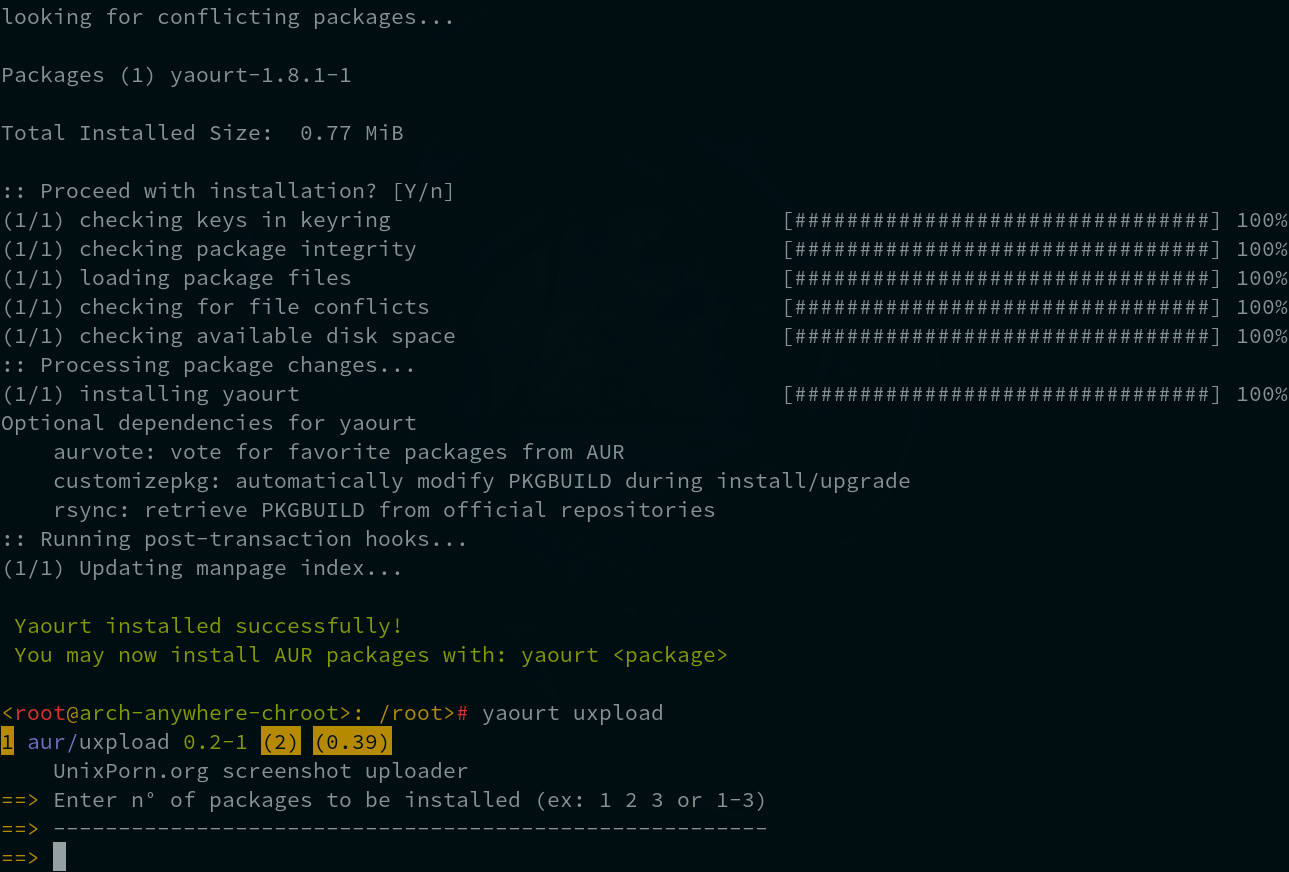 looking for conflicting packages...
Packages (1) yaourt-1.8.1-1
Total Installed Size:  0.77 MiB
:: Proceed with installation? [Y/n]
(1/1) checking keys in keyring [################################] 100%
(1/1) checking package integrity [################################] 100%
(1/1) loading package files [################################] 100%
(1/1) checking for file conflicts [################################] 100%
(1/1) checking available disk space [################################] 100%
:: Processing package changes...
(1/1) installing yaourt [################################] 100%
Optional dependencies for yaourt
    aurvote: vote for favorite packages from AUR
    customizepkg: automatically modify PKGBUILD during install/upgrade
    rsync: retrieve PKGBUILD from official repositories
:: Running post-transaction hooks...
(1/1) Updating manpage index...
Yaourt installed successfully!
You may now install AUR packages with: yaourt <package>
<root@arch-anywhere-chroot>: /root># yaourt uxpload
1 aur/uxpload 0.2-1 (2) (0.39)
    UnixPorn.org screenshot uploader
==> Enter n° of packages to be installed (ex: 1 2 3 or 1-3)
==> -------------------------------------------------------
==>